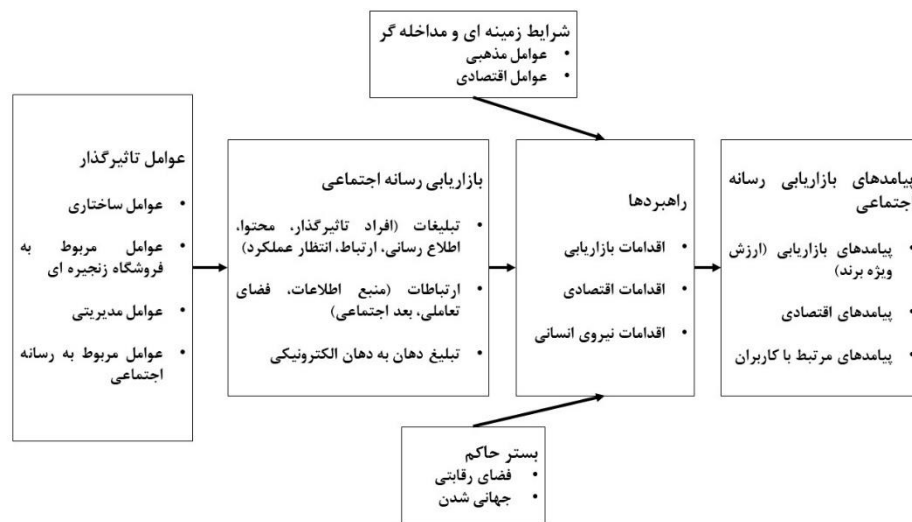 شرایط زمینه ای و مداخله گر
• عوامل مذهبی
• عوامل اقتصادی
عوامل تاثیرگذار
• عوامل ساختاری
• عوامل مربوط به
فروشگاه زنجیره ای
• عوامل مدیریتی
• عوامل مربوط به رسانه
اجتماعی
بازاریابی رسانه اجتماعی
• تبلیغات (افراد تاثیرگذار، محتوا،
اطلاع رسانی، ارتباط، انتظار عملکرد)
• ارتباطات (منبع اطلاعات، فضای
تعاملی، بعد اجتماعی)
• تبلیغ دهان به دهان الکترونیکی
راهبردها
• اقدامات بازاریابی
• اقدامات اقتصادی
• اقدامات نیروی انسانی
پیامدهای بازاریابی رسانه
اجتماعی
• پیامدهای بازاریابی (ارزش
ویژه برند)
• پیامدهای اقتصادی
• پیامدهای مرتبط با کاربران
بستر حاکم
• فضای رقابتی
• جهانی شدن